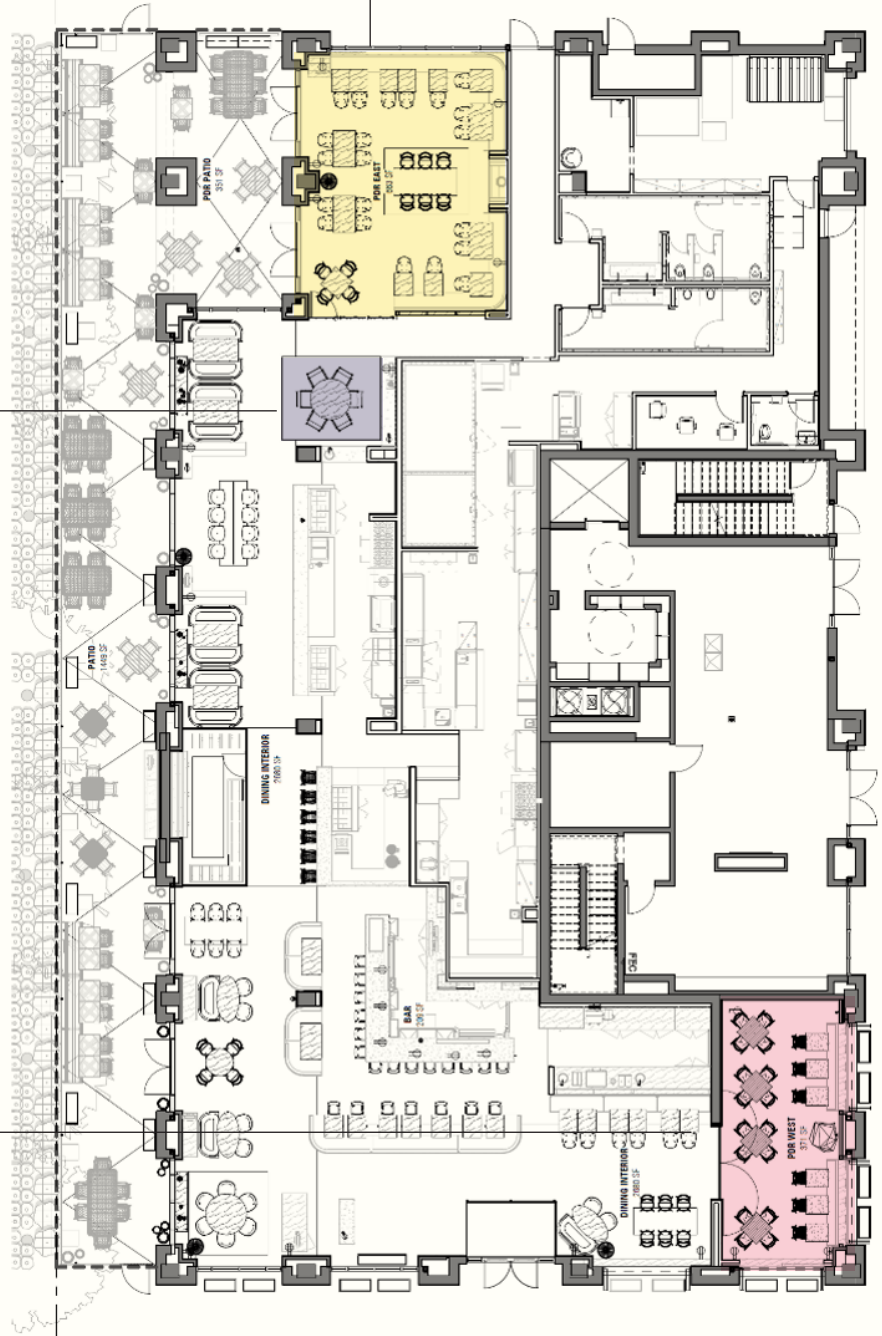 PDR PATIO
351 SF
PDR EAST
PATIO
1449 SF
DINING INTERIOR
2680 SF
BAR
FEC
PDR WEST
371 SF
DINING INTERIOR
2680 SF